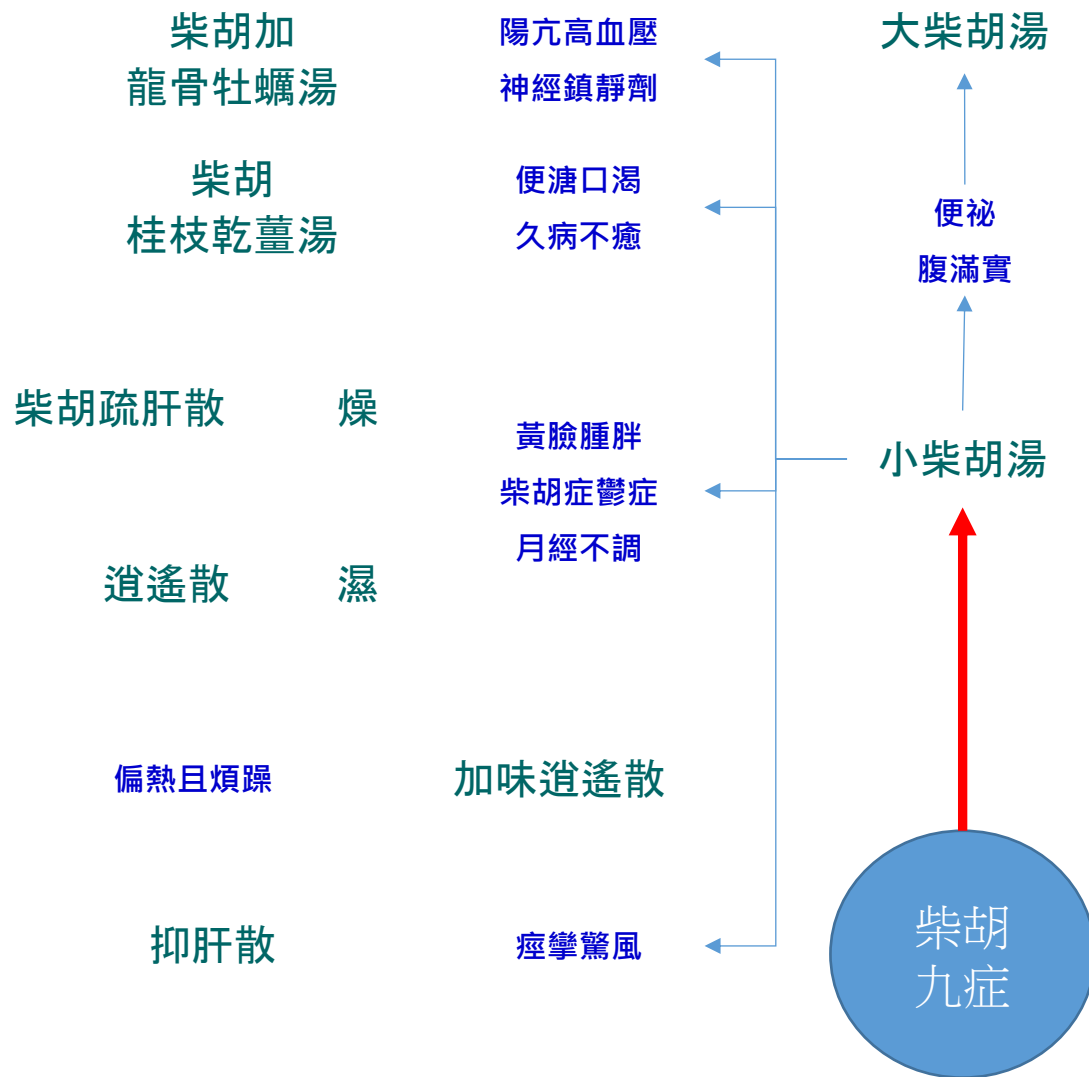 柴胡加
龍骨牡蠣湯
陽亢高血壓
神經鎮靜劑
大柴胡湯
柴胡
桂枝乾薑湯
便溏口渴
久病不癒
便祕
腹滿實
柴胡疏肝散
燥
黃臉腫胖
柴胡症鬱症
月經不調
小柴胡湯
逍遙散
濕
偏熱且煩躁
加味逍遙散
抑肝散
痙攣驚風
柴胡
九症